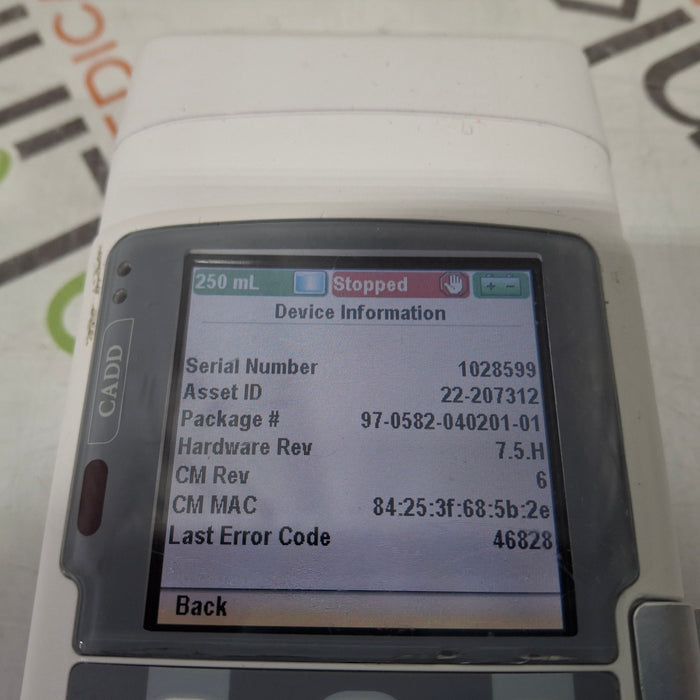 250 mL Stopped
Device Information
Serial Number 1028599
Asset ID 22-207312
Package # 97-0582-040201-01
Hardware Rev 7.5.H
CM Rev 6
CM MAC 84:25:3f:68:5b:2e
Last Error Code 46828
Back
CADD